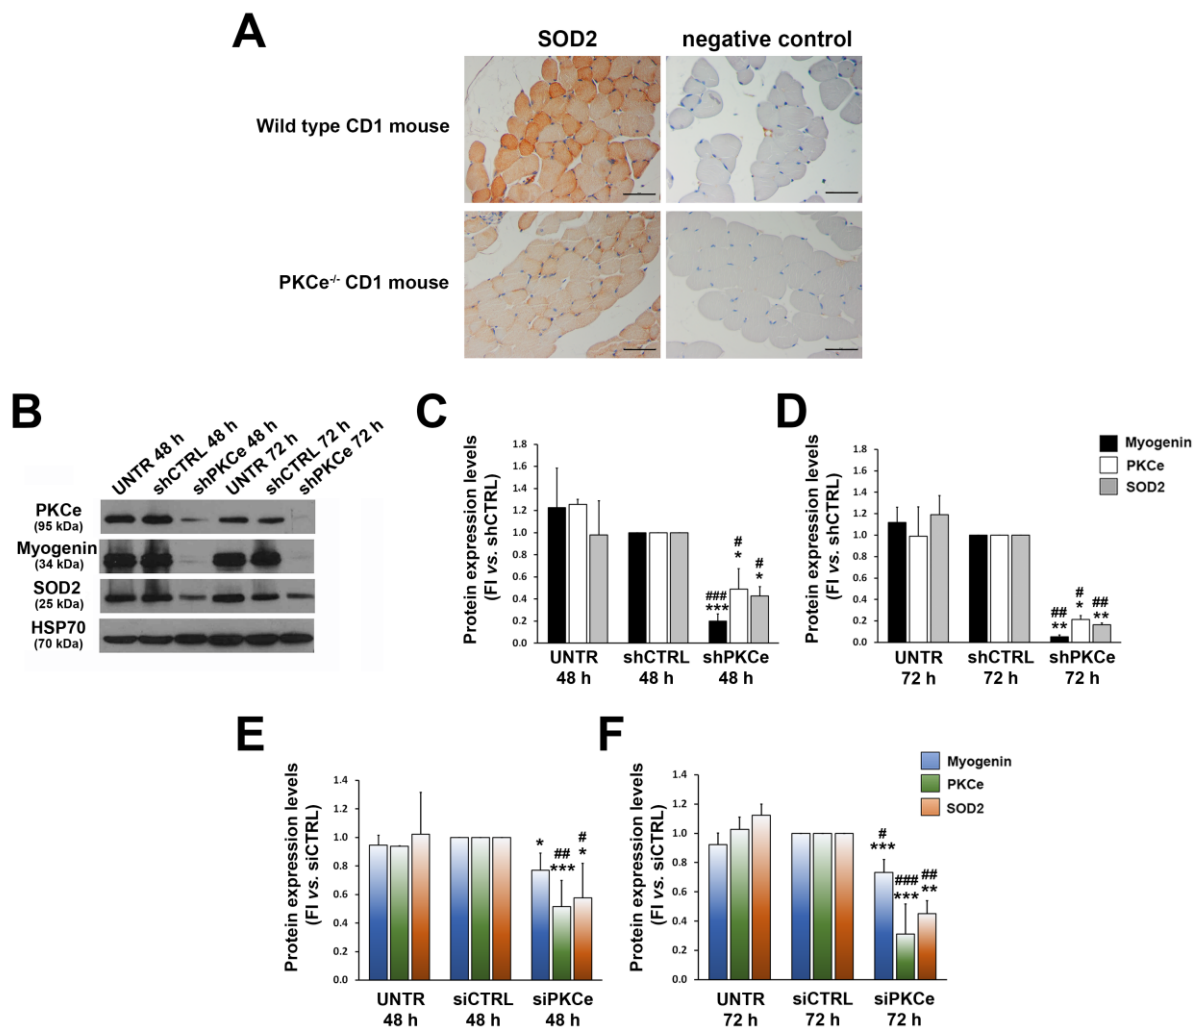 A
SOD2 negative control
Wild type CD1 mouse
PKCe-/- CD1 mouse
B
UNTR 48 h
shCTRL 48 h
shPKCe 48 h
UNTR 72 h
shCTRL 72 h
shPKCe 72 h
PKCe
(95 kDa)
Myogenin
(34 kDa)
SOD2
(25 kDa)
HSP70
(70 kDa)
C
Protein expression levels
(FI vs. shCTRL)
1.8
1.6
1.4
1.2
1.0
0.8
0.6
0.4
0.2
0.0
###
***
#
*
#
*
UNTR
48 h
shCTRL
48 h
shPKCe
48 h
D
Protein expression levels
(FI vs. shCTRL)
1.8
1.6
1.4
1.2
1.0
0.8
0.6
0.4
0.2
0.0
##
**
#
*
##
**
UNTR
72 h
shCTRL
72 h
shPKCe
72 h
Myogenin
PKCe
SOD2
E
Protein expression levels
(FI vs. siCTRL)
1.4
1.2
1.0
0.8
0.6
0.4
0.2
0.0
*
##
***
#
*
UNTR
48 h
siCTRL
48 h
siPKCe
48 h
F
Protein expression levels
(FI vs. siCTRL)
1.4
1.2
1.0
0.8
0.6
0.4
0.2
0.0
#
***
###
***
##
**
UNTR
72 h
siCTRL
72 h
siPKCe
72 h
Myogenin
PKCe
SOD2